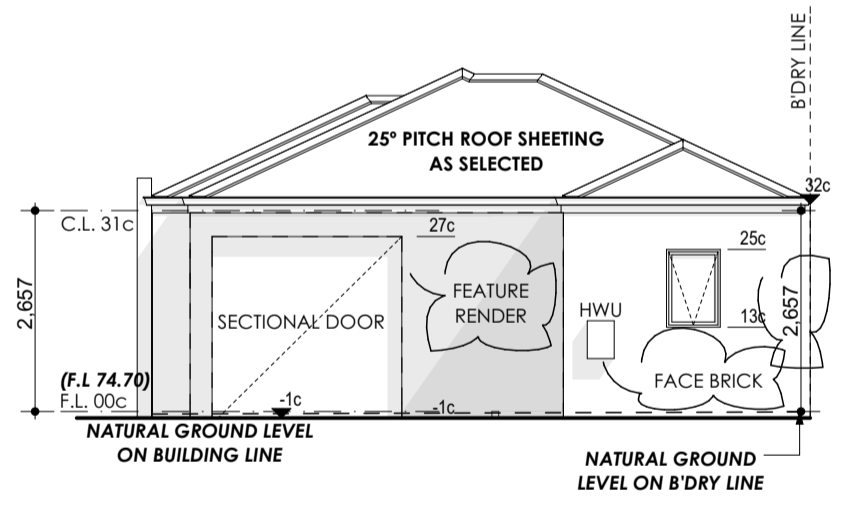 B'DRY LINE
25º PITCH ROOF SHEETING
AS SELECTED
32c
C.L. 31c
27c
25c
2,657
FEATURE
RENDER
SECTIONAL DOOR
HWU
13c
2,657
FACE BRICK
(F.L 74.70)
F.L. 00c
-1c
-1c
NATURAL GROUND LEVEL
ON BUILDING LINE
NATURAL GROUND
LEVEL ON B'DRY LINE